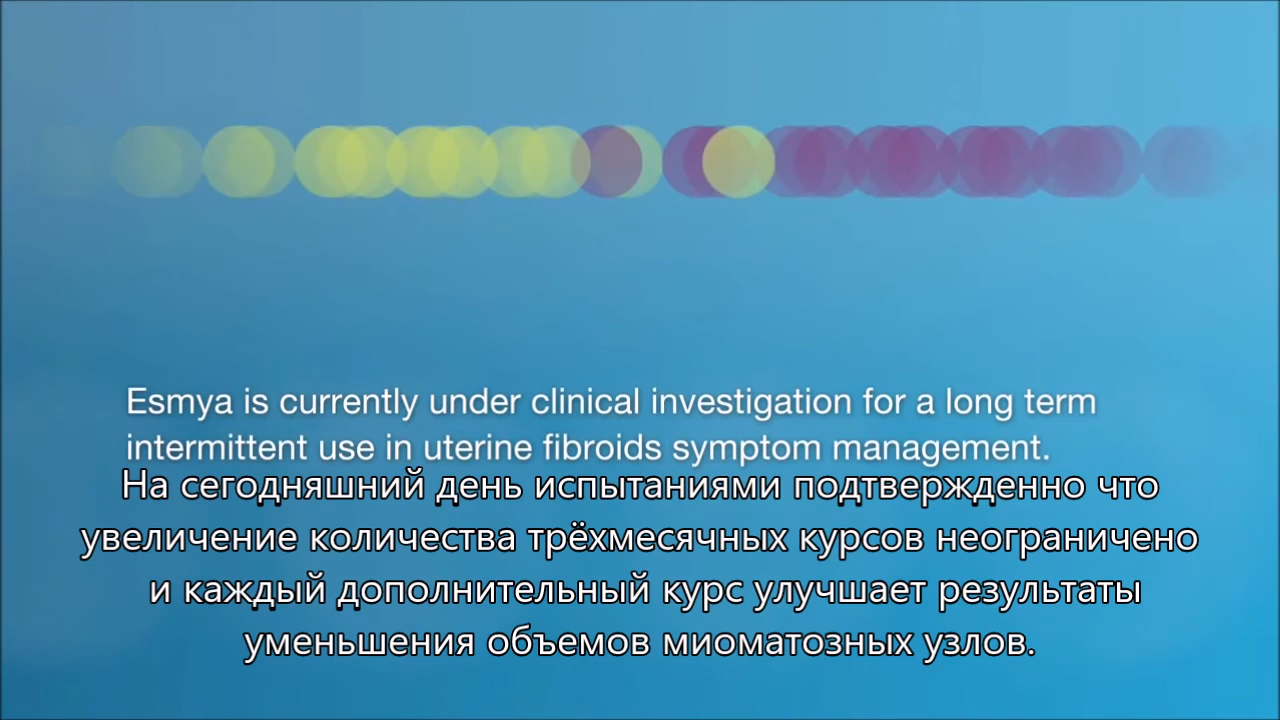 Esmya is currently under clinical investigation for a long term
intermittent use in uterine fibroids symptom management.
На сегодняшний день испытаниями подтвержденно что
увеличение количества трёхмесячных курсов неограничено
и каждый дополнительный курс улучшает результаты
уменьшения объемов миоматозных узлов.